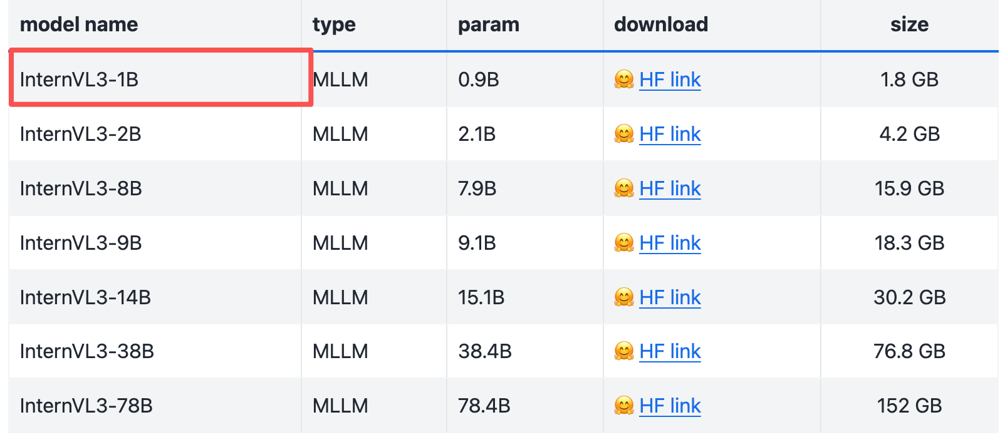 model name type param download size
InternVL3-1B MLLM 0.9B 🤗 HF link 1.8 GB
InternVL3-2B MLLM 2.1B 🤗 HF link 4.2 GB
InternVL3-8B MLLM 7.9B 🤗 HF link 15.9 GB
InternVL3-9B MLLM 9.1B 🤗 HF link 18.3 GB
InternVL3-14B MLLM 15.1B 🤗 HF link 30.2 GB
InternVL3-38B MLLM 38.4B 🤗 HF link 76.8 GB
InternVL3-78B MLLM 78.4B 🤗 HF link 152 GB